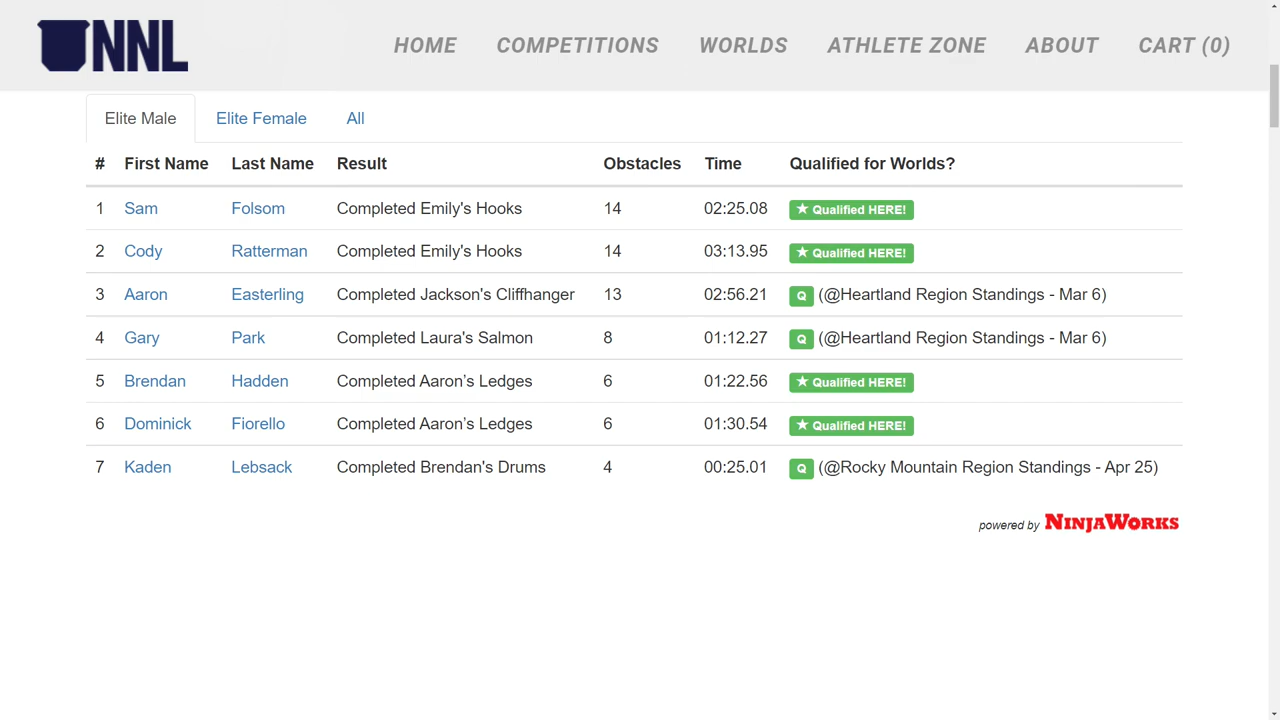 NNL HOME COMPETITIONS WORLDS ATHLETE ZONE ABOUT CART (0)
Elite Male Elite Female All
# First Name Last Name Result Obstacles Time Qualified for Worlds?
1 Sam Folsom Completed Emily's Hooks 14 02:25.08 ★ Qualified HERE!
2 Cody Ratterman Completed Emily's Hooks 14 03:13.95 ★ Qualified HERE!
3 Aaron Easterling Completed Jackson's Cliffhanger 13 02:56.21 Q (@Heartland Region Standings - Mar 6)
4 Gary Park Completed Laura's Salmon 8 01:12.27 Q (@Heartland Region Standings - Mar 6)
5 Brendan Hadden Completed Aaron’s Ledges 6 01:22.56 ★ Qualified HERE!
6 Dominick Fiorello Completed Aaron’s Ledges 6 01:30.54 ★ Qualified HERE!
7 Kaden Lebsack Completed Brendan's Drums 4 00:25.01 Q (@Rocky Mountain Region Standings - Apr 25)
powered by NINJAWORKS